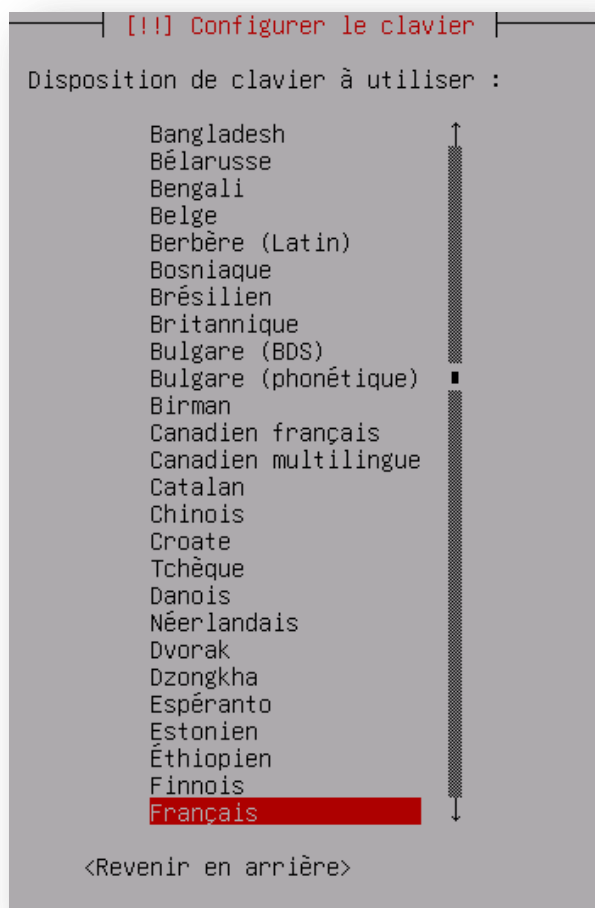 [!!] Configurer le clavier
Disposition de clavier à utiliser :
Bangladesh
Bélarusse
Bengali
Belge
Berbère (Latin)
Bosniaque
Brésilien
Britannique
Bulgare (BDS)
Bulgare (phonétique)
Birman
Canadien français
Canadien multilingue
Catalan
Chinois
Croate
Tchèque
Danois
Néerlandais
Dvorak
Dzongkha
Espéranto
Estonien
Éthiopien
Finnois
Français
<Revenir en arrière>